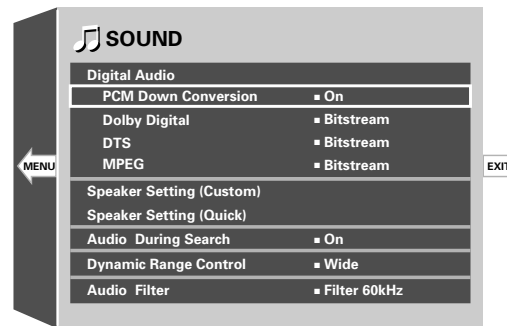 SOUND
Digital Audio
PCM Down Conversion ▪ On
Dolby Digital ▪ Bitstream
DTS ▪ Bitstream
MPEG ▪ Bitstream
MENU
EXIT
Speaker Setting (Custom)
Speaker Setting (Quick)
Audio During Search ▪ On
Dynamic Range Control ▪ Wide
Audio Filter ▪ Filter 60kHz